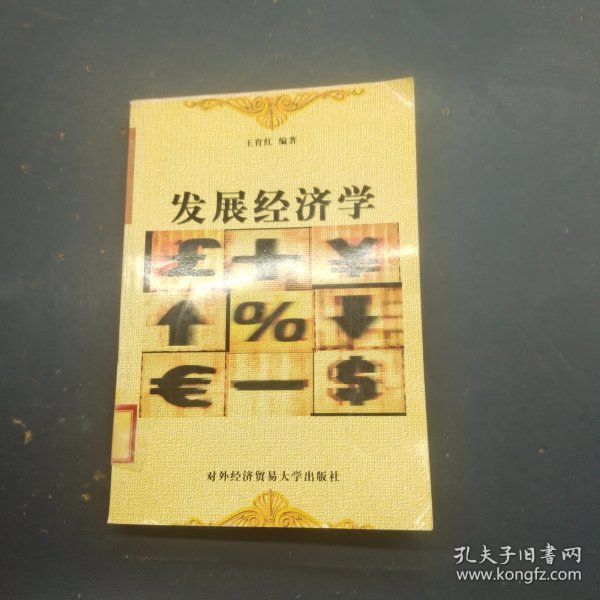 王育红 编著
发展经济学
£ + ¥
↑ % ↓
€ — $
对外经济贸易大学出版社
孔夫子旧书网
www.kongfz.com